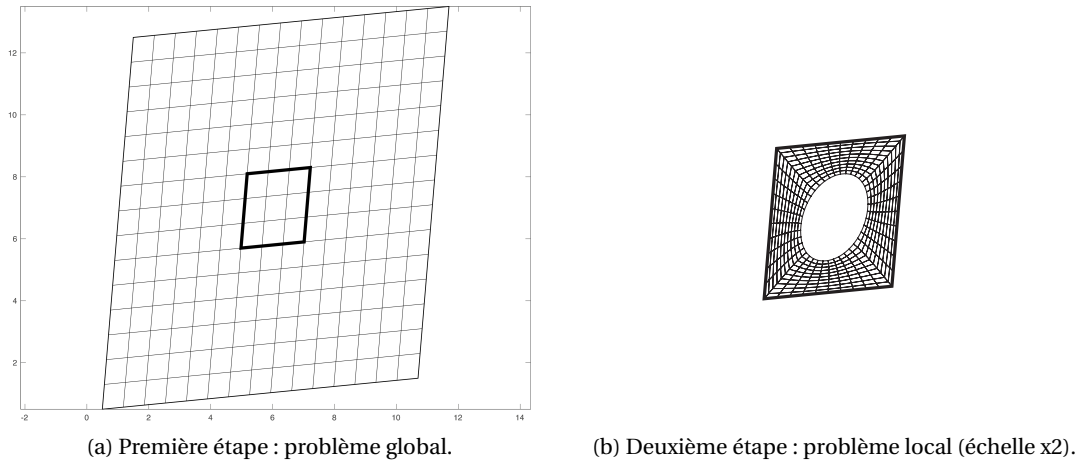 12
10
8
6
4
2
-2 0 2 4 6 8 10 12 14
(a) Première étape : problème global.
(b) Deuxième étape : problème local (échelle x2).